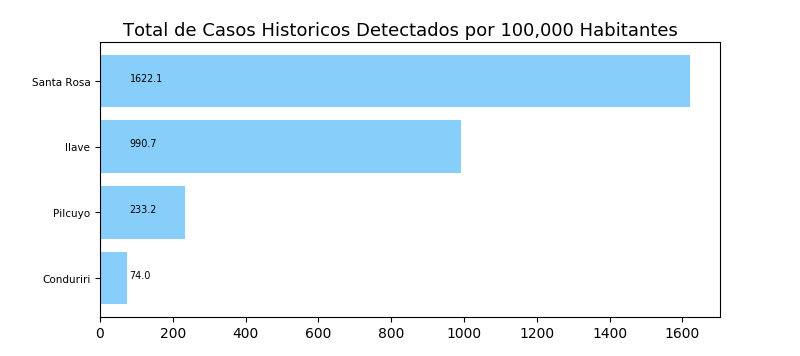 Total de Casos Historicos Detectados por 100,000 Habitantes
Santa Rosa 1622.1
Ilave 990.7
Pilcuyo 233.2
Conduriri 74.0
0 200 400 600 800 1000 1200 1400 1600